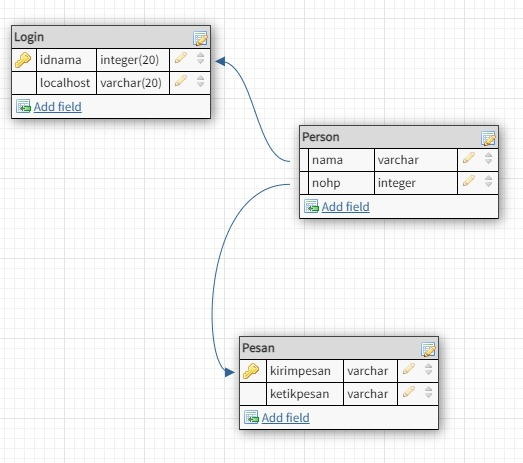 Login
idnama integer(20)
localhost varchar(20)
Add field
Person
nama varchar
nohp integer
Add field
Pesan
kirimpesan varchar
ketikpesan varchar
Add field